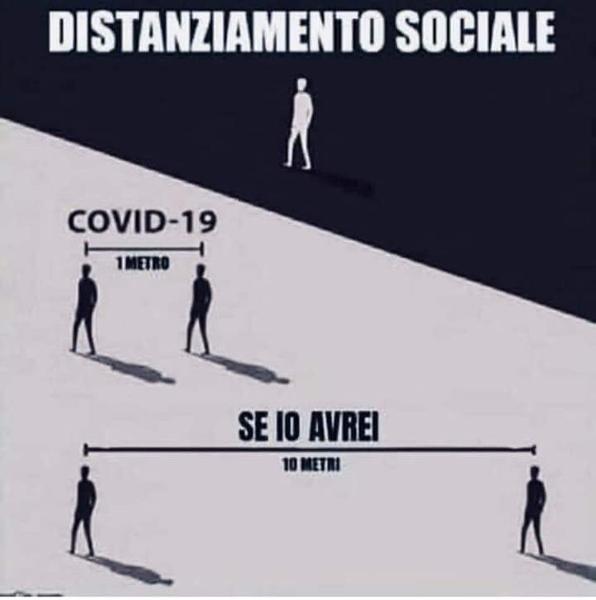 DISTANZIAMENTO SOCIALE
COVID-19
1 METRO
SE IO AVREI
10 METRI